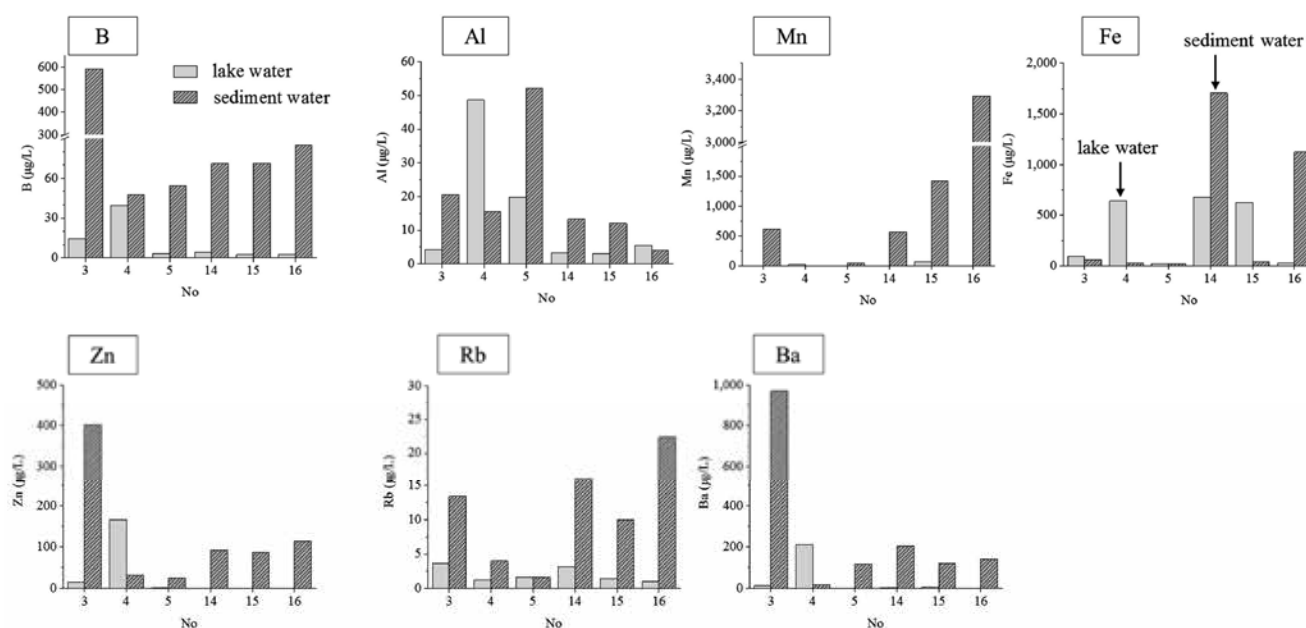 B
600
500
400
300
60
30
0
B (µg/L)
lake water
sediment water
3 4 5 14 15 16
No
Al
60
50
40
30
20
10
0
Al (µg/L)
3 4 5 14 15 16
No
Mn
3,400
3,200
3,000
1,500
1,000
500
0
Mn (µg/L)
3 4 5 14 15 16
No
Fe
sediment water
lake water
2,000
1,500
1,000
500
0
Fe (µg/L)
3 4 5 14 15 16
No
Zn
500
400
300
200
100
0
Zn (µg/L)
3 4 5 14 15 16
No
Rb
30
25
20
15
10
5
0
Rb (µg/L)
3 4 5 14 15 16
No
Ba
1,000
800
600
400
200
0
Ba (µg/L)
3 4 5 14 15 16
No